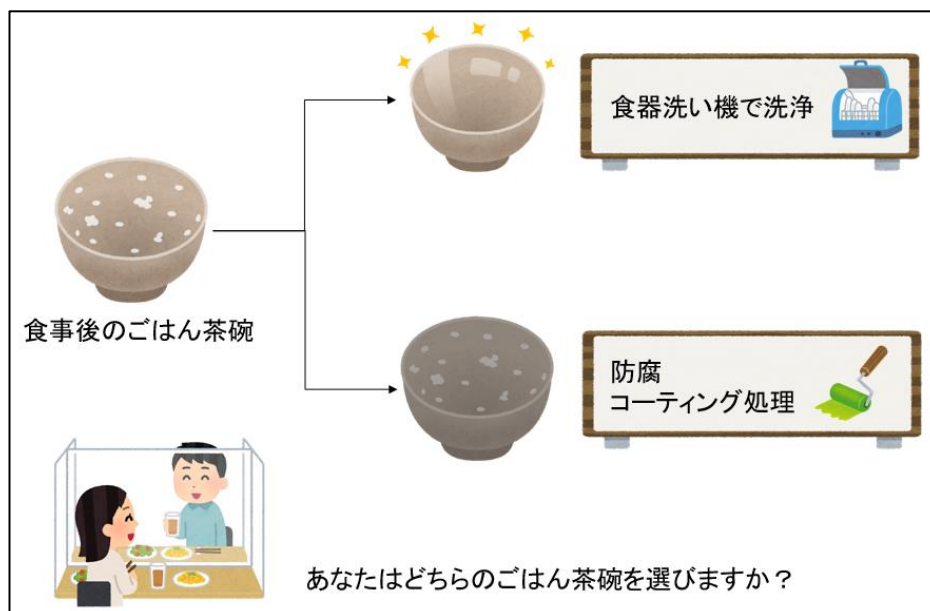 食器洗い機で洗浄
食事後のごはん茶碗
防腐
コーティング処理
あなたはどちらのごはん茶碗を選びますか?